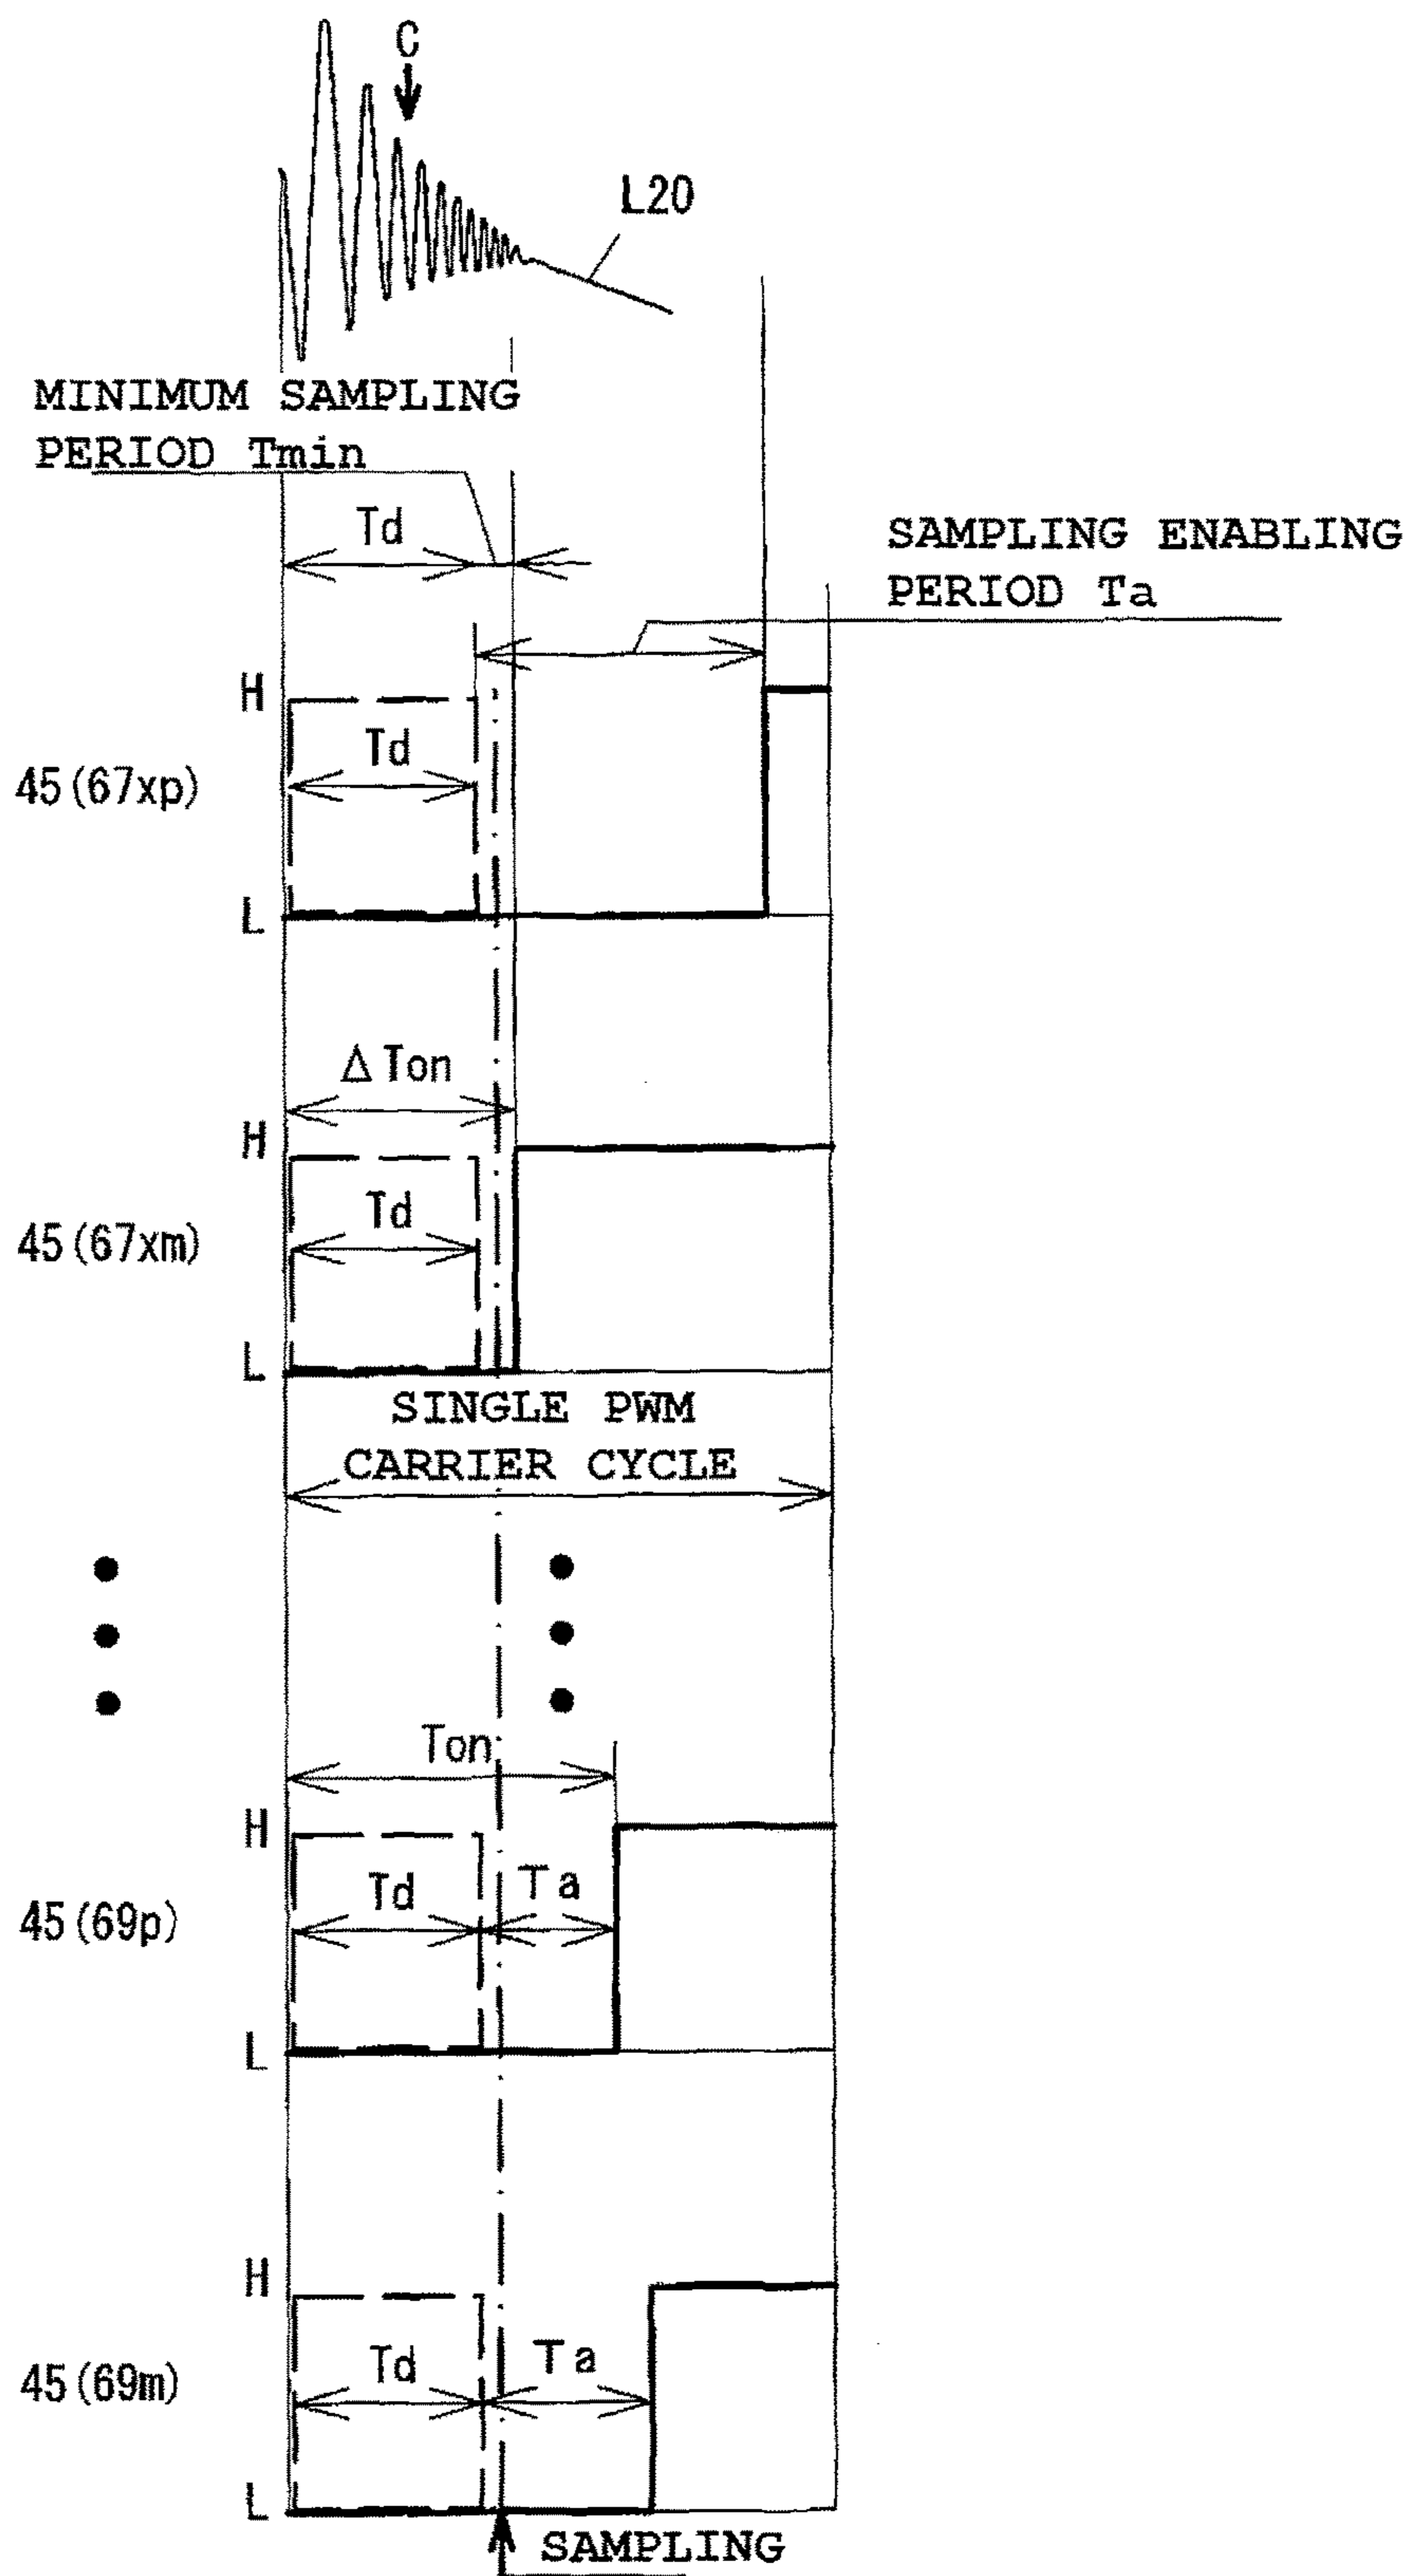 C
L20
MINIMUM SAMPLING
PERIOD Tmin
Td
SAMPLING ENABLING
PERIOD Ta
H
Td
45(67xp)
L
ΔTon
H
Td
45(67xm)
L
SINGLE PWM
CARRIER CYCLE
Ton
H
Td
Ta
45(69p)
L
H
Td
Ta
45(69m)
L
SAMPLING